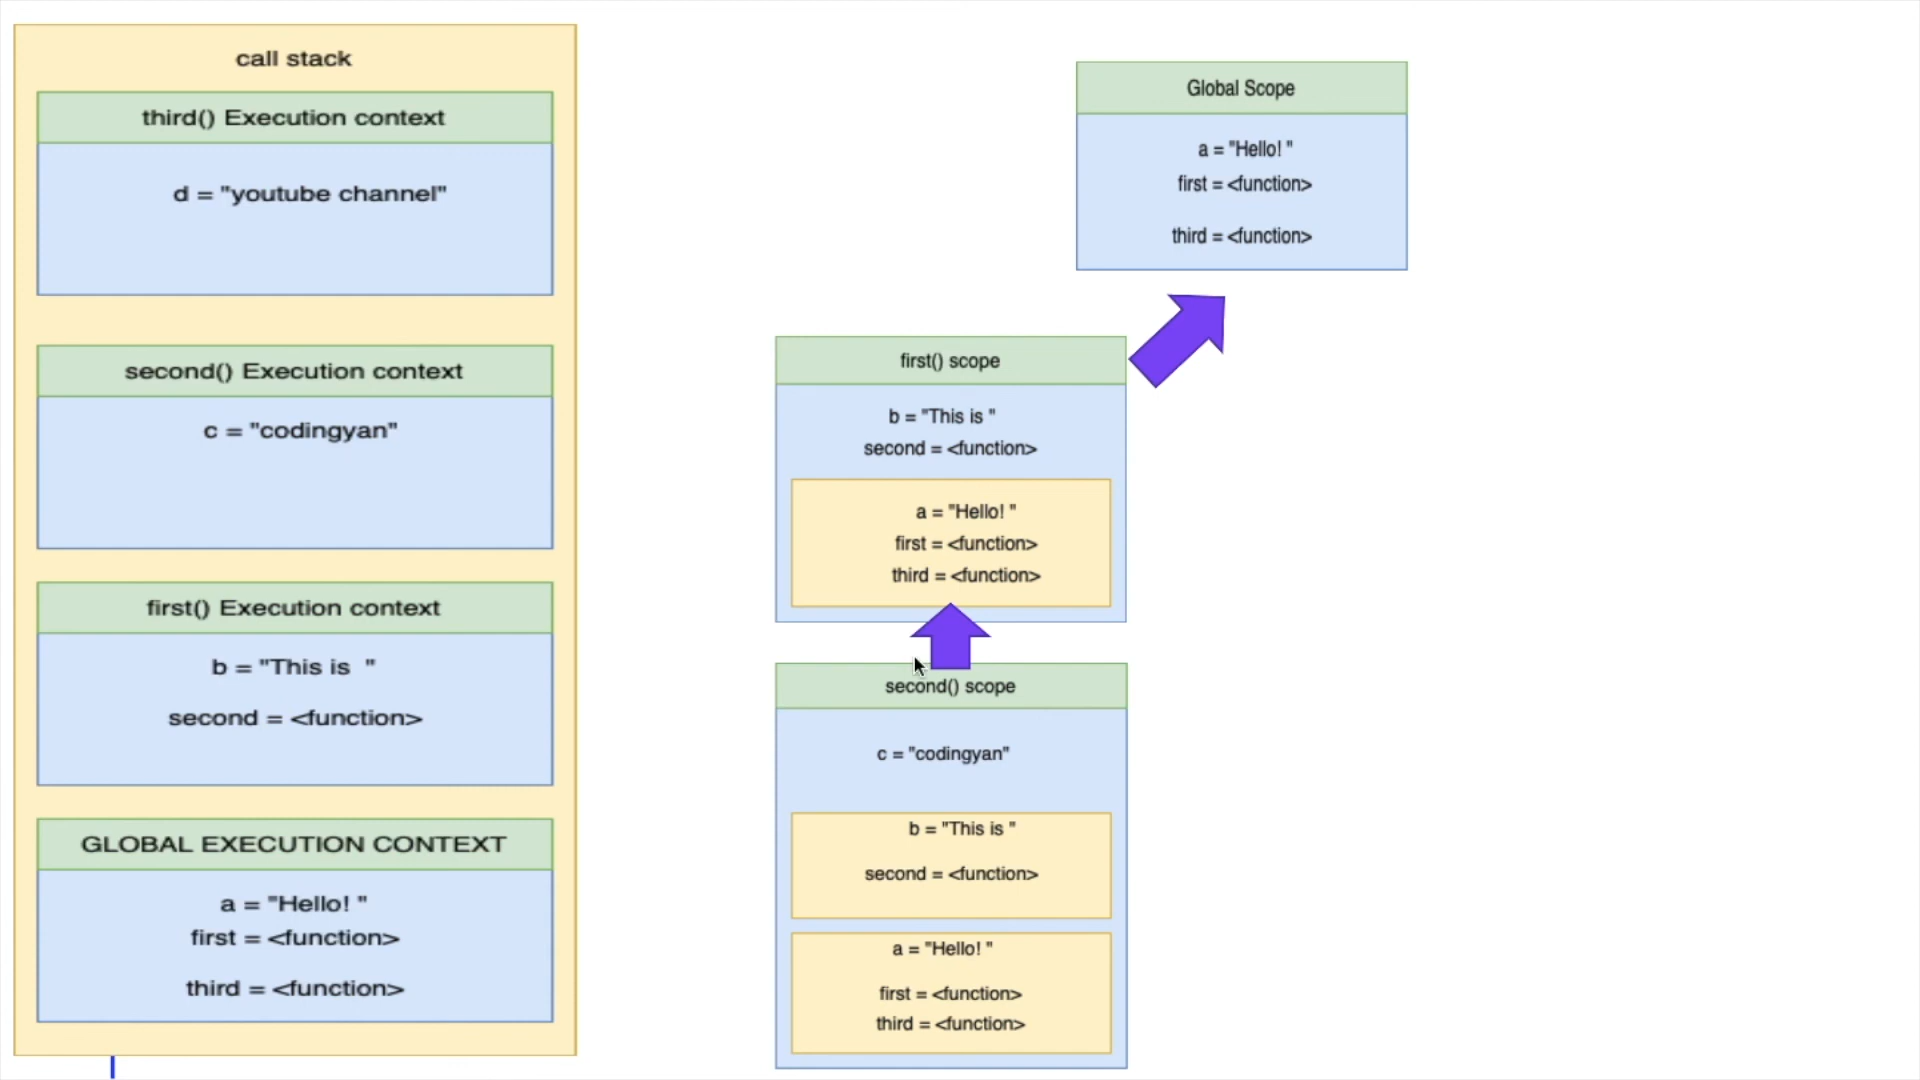 call stack
third() Execution context
d = "youtube channel"
second() Execution context
c = "codingyan"
first() Execution context
b = "This is  "
second = <function>
GLOBAL EXECUTION CONTEXT
a = "Hello! "
first = <function>
third = <function>
Global Scope
a = "Hello! "
first = <function>
third = <function>
first() scope
b = "This is "
second = <function>
a = "Hello! "
first = <function>
third = <function>
second() scope
c = "codingyan"
b = "This is "
second = <function>
a = "Hello! "
first = <function>
third = <function>